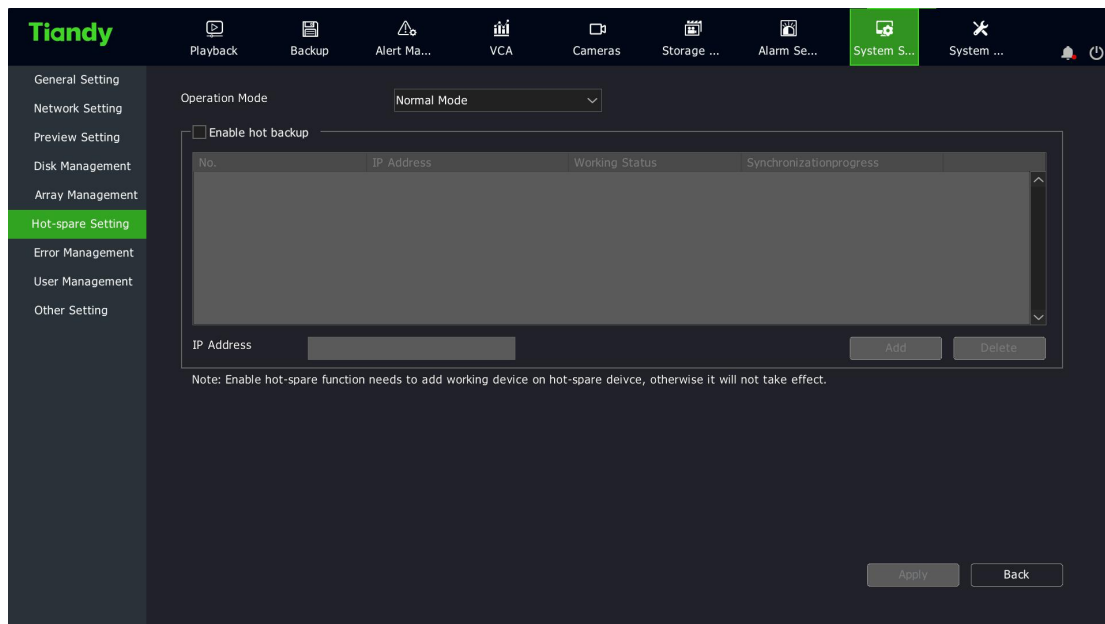 Tiandy
Playback Backup Alert Ma... VCA Cameras Storage ... Alarm Se... System S... System ...
General Setting
Network Setting
Preview Setting
Disk Management
Array Management
Hot-spare Setting
Error Management
User Management
Other Setting
Operation Mode Normal Mode
Enable hot backup
No. IP Address Working Status Synchronizationprogress
IP Address Add Delete
Note: Enable hot-spare function needs to add working device on hot-spare deivce, otherwise it will not take effect.
Apply Back